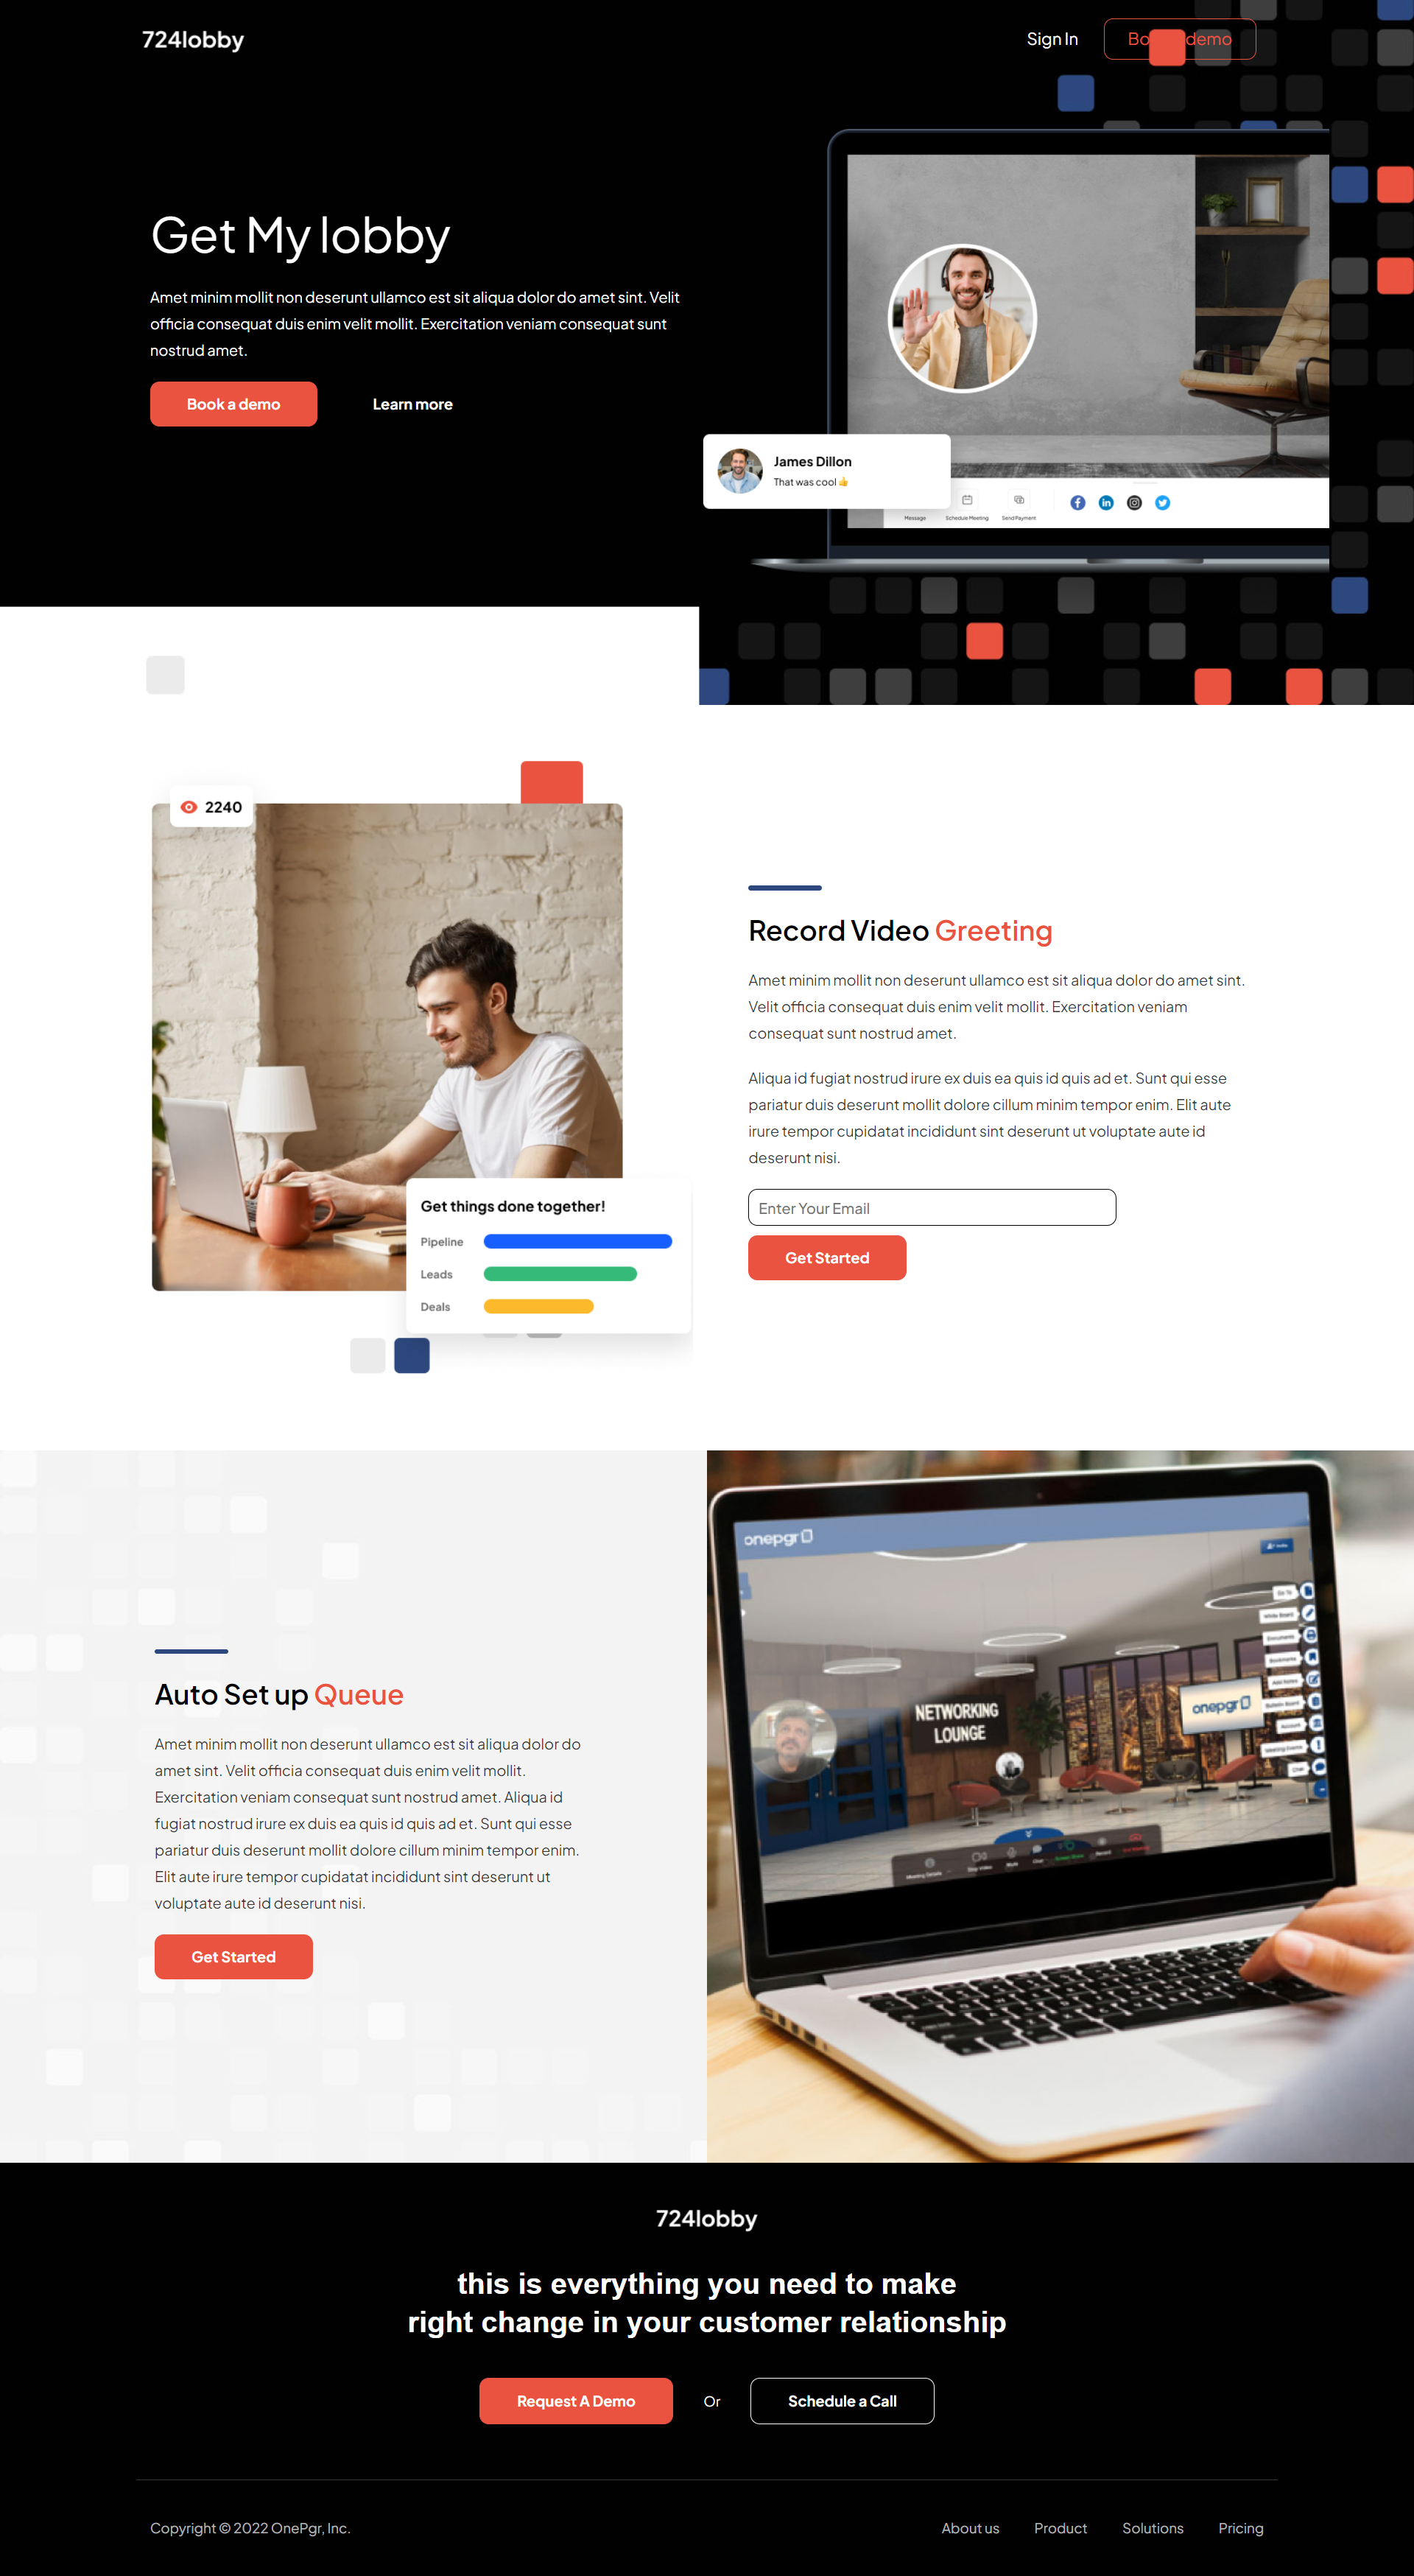 724lobby
Sign In
Book a demo
Get My lobby
Amet minim mollit non deserunt ullamco est sit aliqua dolor do amet sint. Velit
officia consequat duis enim velit mollit. Exercitation veniam consequat sunt
nostrud amet.
Book a demo
Learn more
James Dillon
That was cool 👍
Message
Schedule Meeting
Send Payment
2240
Get things done together!
Pipeline
Leads
Deals
Record Video Greeting
Amet minim mollit non deserunt ullamco est sit aliqua dolor do amet sint.
Velit officia consequat duis enim velit mollit. Exercitation veniam
consequat sunt nostrud amet.
Aliqua id fugiat nostrud irure ex duis ea quis id quis ad et. Sunt qui esse
pariatur duis deserunt mollit dolore cillum minim tempor enim. Elit aute
irure tempor cupidatat incididunt sint deserunt ut voluptate aute id
deserunt nisi.
Enter Your Email
Get Started
Auto Set up Queue
Amet minim mollit non deserunt ullamco est sit aliqua dolor do
amet sint. Velit officia consequat duis enim velit mollit.
Exercitation veniam consequat sunt nostrud amet. Aliqua id
fugiat nostrud irure ex duis ea quis id quis ad et. Sunt qui esse
pariatur duis deserunt mollit dolore cillum minim tempor enim.
Elit aute irure tempor cupidatat incididunt sint deserunt ut
voluptate aute id deserunt nisi.
Get Started
onepgr
NETWORKING
LOUNGE
onepgr
724lobby
this is everything you need to make
right change in your customer relationship
Request A Demo
Or
Schedule a Call
Copyright © 2022 OnePgr, Inc.
About us
Product
Solutions
Pricing